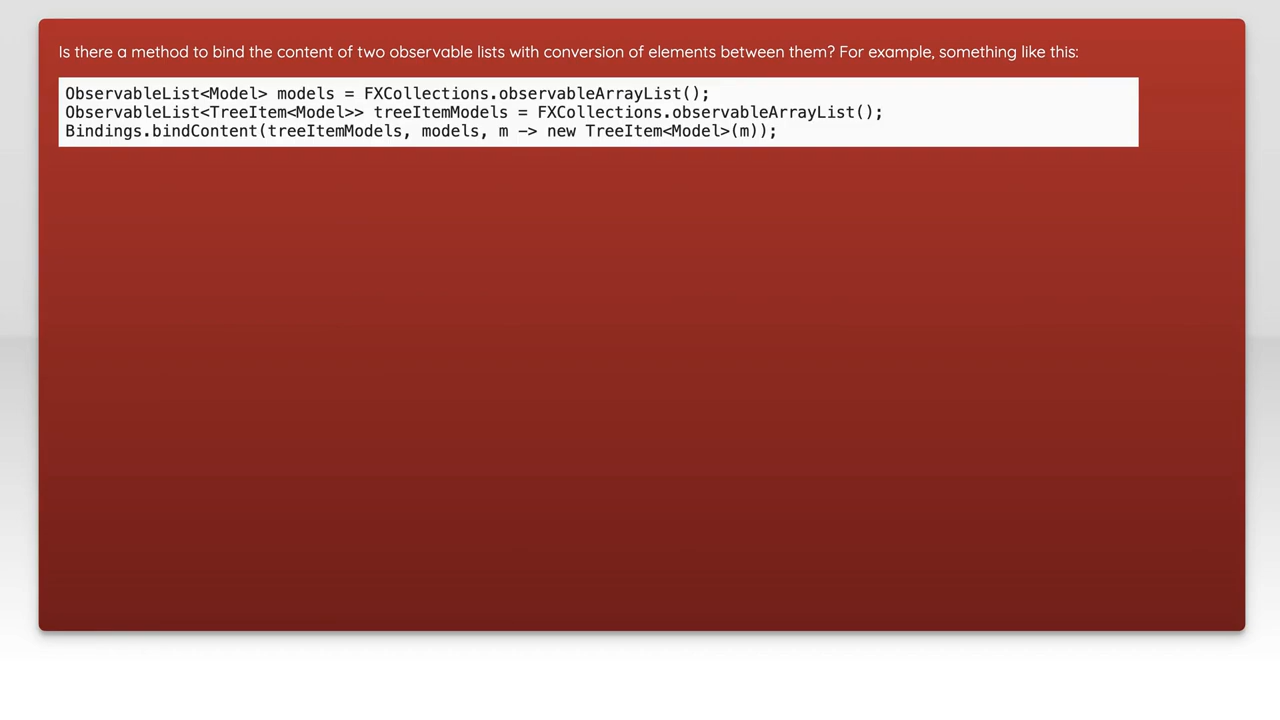 Is there a method to bind the content of two observable lists with conversion of elements between them? For example, something like this:
ObservableList<Model> models = FXCollections.observableArrayList();
ObservableList<TreeItem<Model>> treeItemModels = FXCollections.observableArrayList();
Bindings.bindContent(treeItemModels, models, m -> new TreeItem<Model>(m));